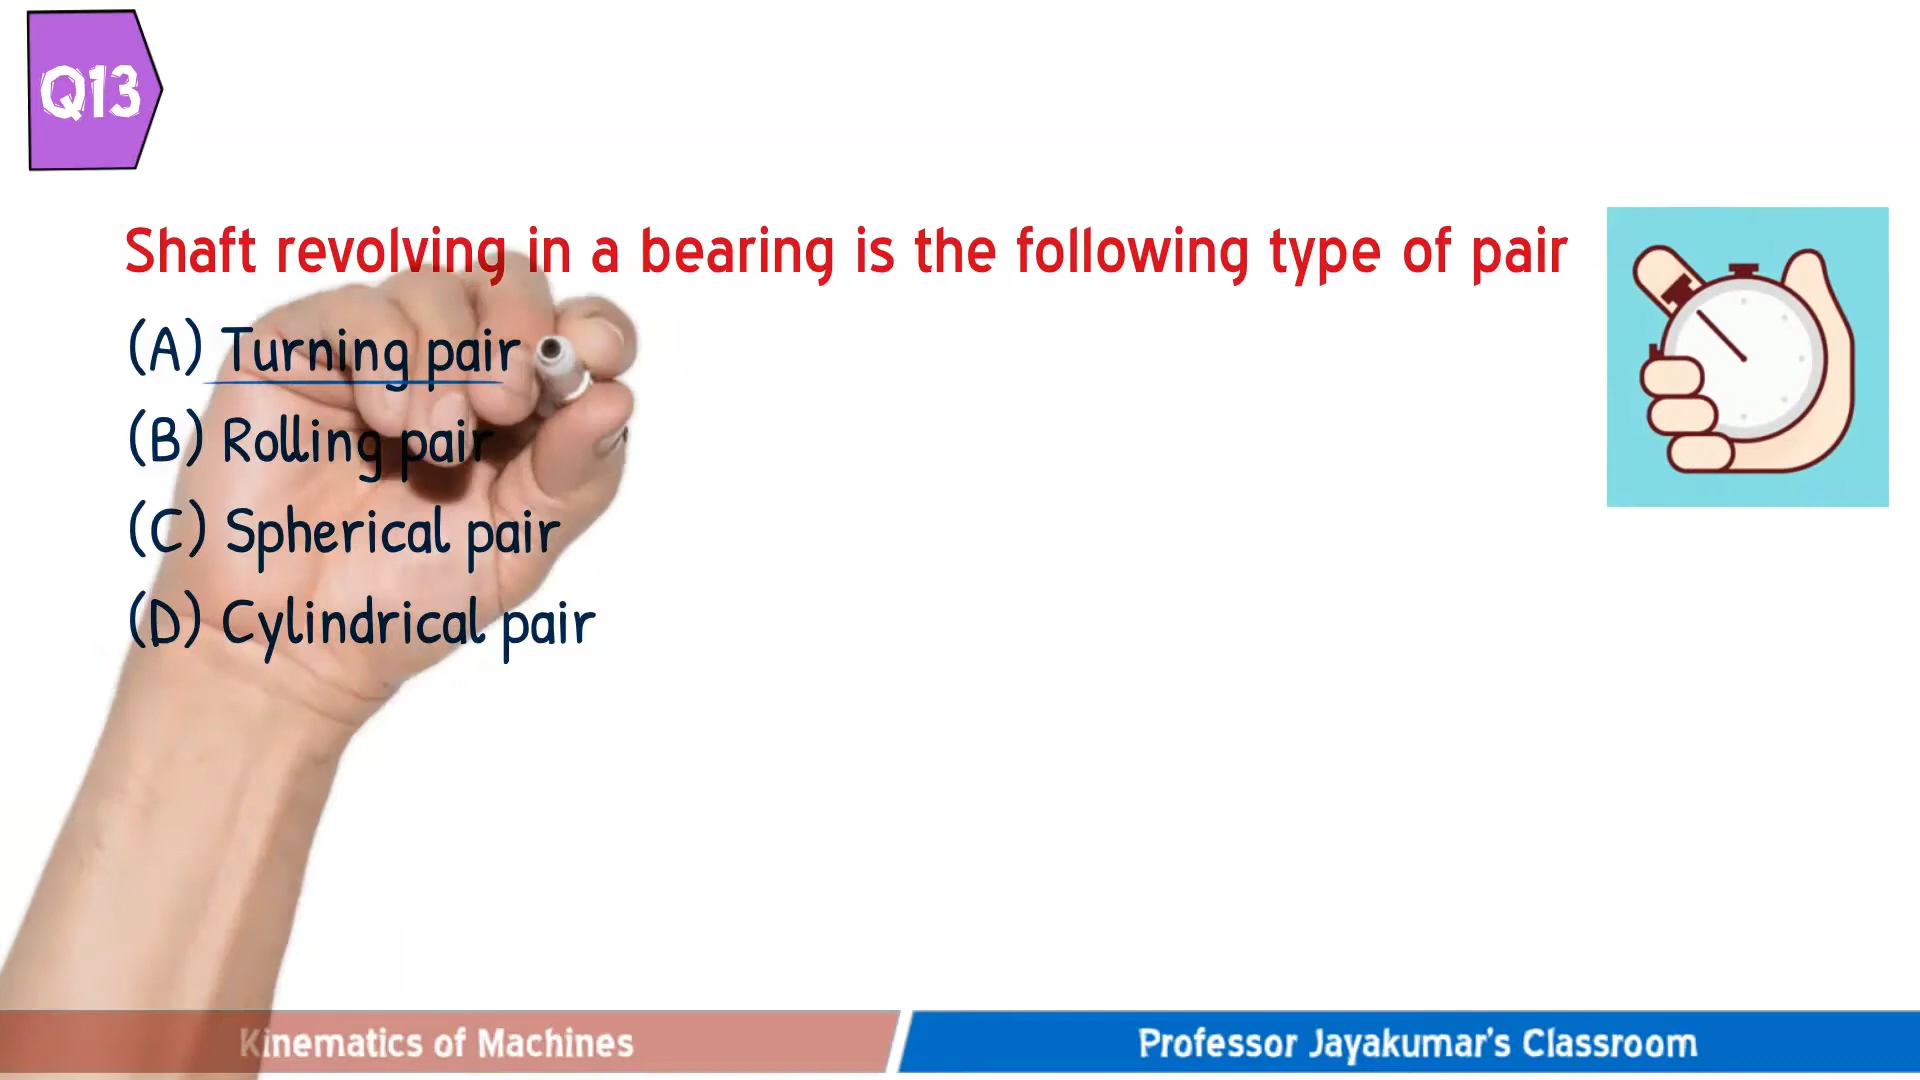 Q13
Shaft revolving in a bearing is the following type of pair
(A) Turning pair
(B) Rolling pair
(C) Spherical pair
(D) Cylindrical pair
Kinematics of Machines
Professor Jayakumar's Classroom